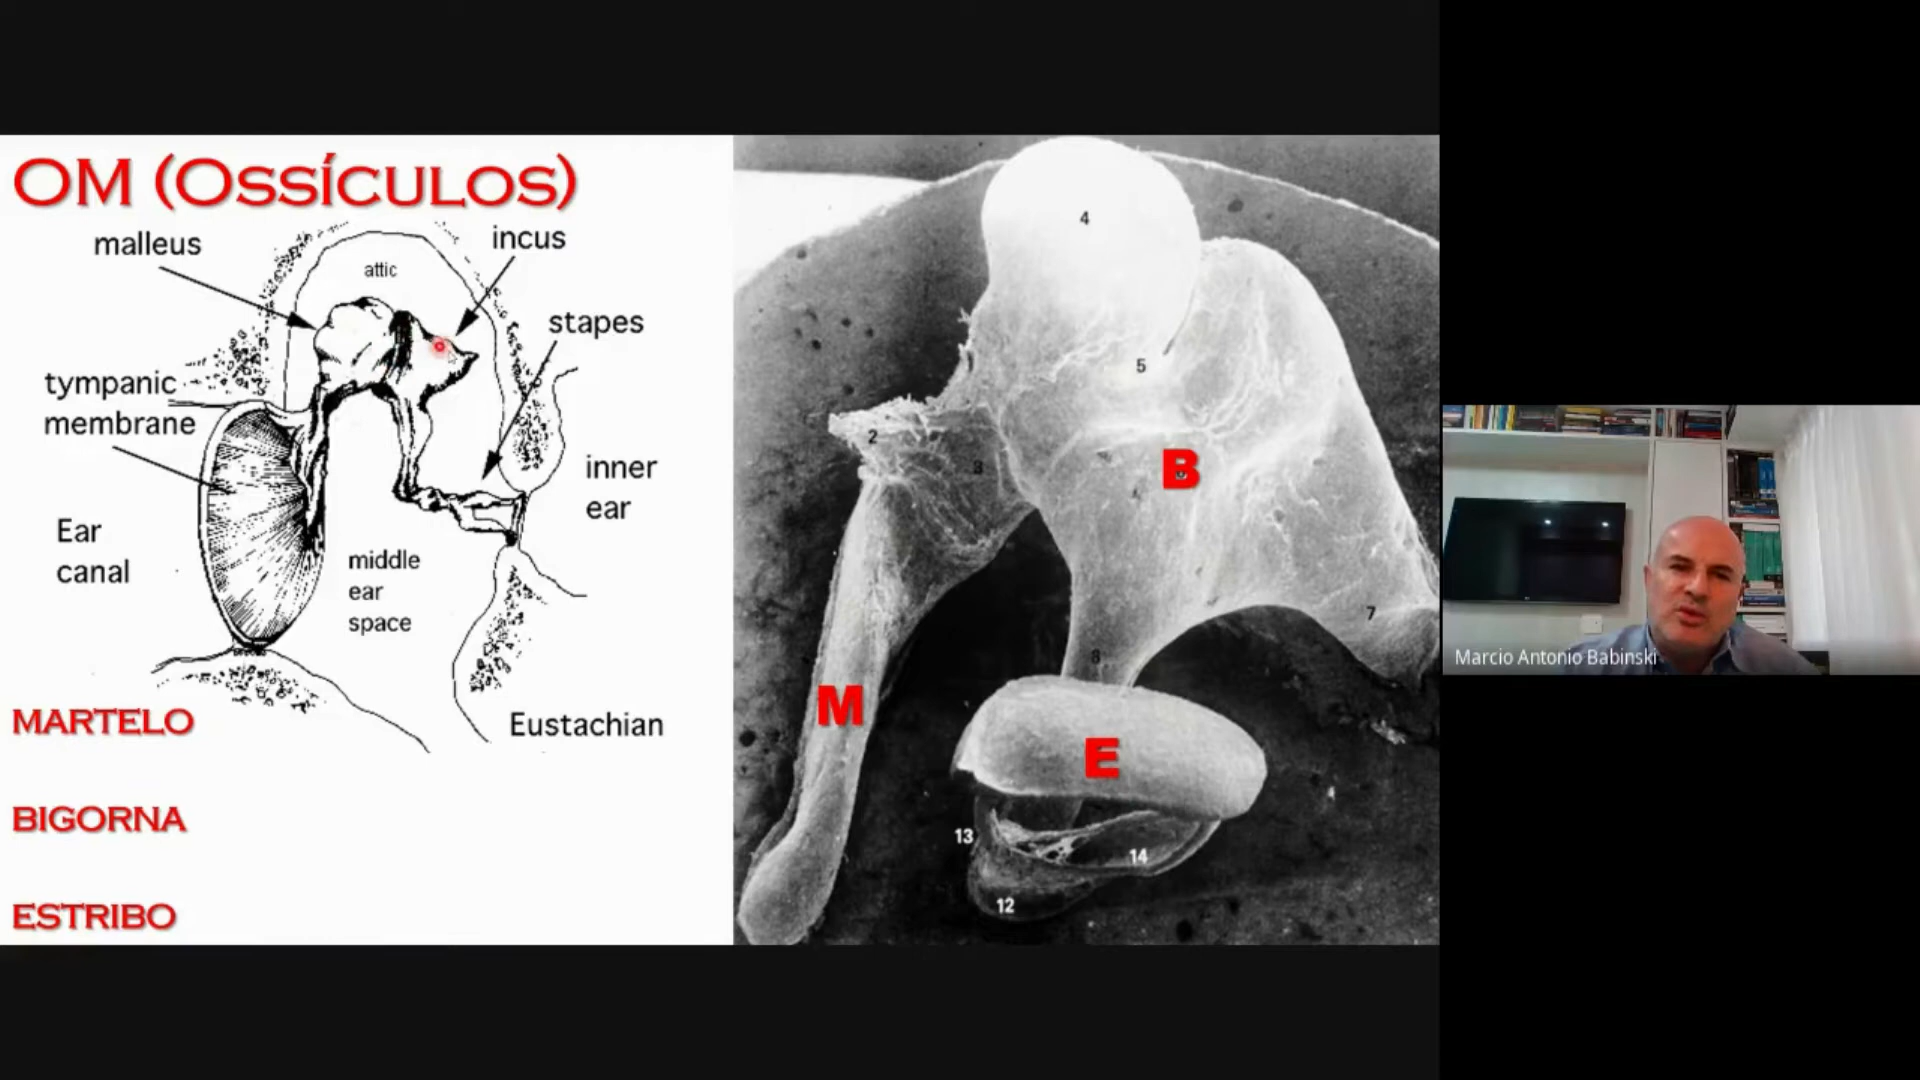 OM (OSSÍCULOS)
malleus
incus
attic
stapes
tympanic
membrane
inner
ear
Ear
canal
middle
ear
space
Eustachian
MARTELO
BIGORNA
ESTRIBO
4
5
2
3
B
7
8
M
E
13
14
12
Marcio Antonio Babinski